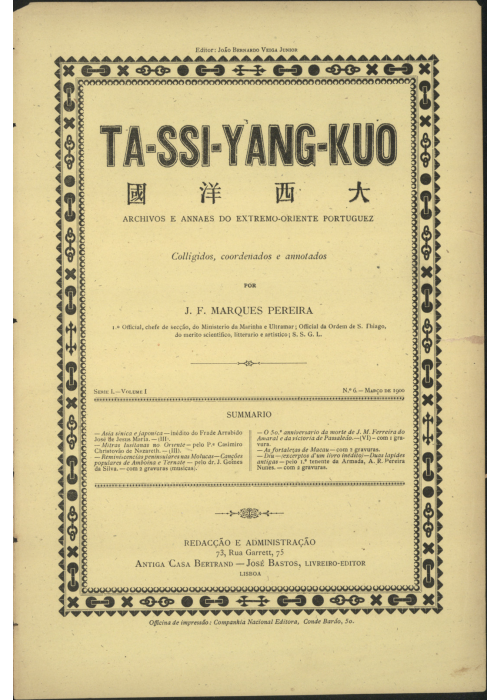 Editor: João Bernardo Veiga Junior
TA-SSI-YANG-KUO
國 洋 西 大
ARCHIVOS E ANNAES DO EXTREMO-ORIENTE PORTUGUEZ
Colligidos, coordenados e annotados
POR
J. F. MARQUES PEREIRA
1.º Official, chefe de secção, do Ministerio da Marinha e Ultramar; Official da Ordem de S. Thiago,
do merito scientifico, litterario e artistico; S. S. G. L.
Serie I.—Volume I
N.º 6.—Março de 1900
SUMMARIO
— Asia sinica e japonica — inedito do Frade Arrabido
José de Jesus Maria. — (III)
— Mitras lusitanas no Oriente — pelo P.e Casimiro
Christovão de Nazareth. — (III).
— Reminiscencias peninsulares nas Molucas — Canções
populares de Amboina e Ternate — pelo dr. J. Gomes
da Silva. — com 2 gravuras (musicas).
— O 50.º anniversario da morte de J. M. Ferreira do
Amaral e da victoria de Passaleão. — (VI) — com 1 gra-
vura.
— As fortalezas de Macau — com 2 gravuras.
— Diu — (excerptos d'um livro inedito) — Duas lapides
antigas — pelo 1.º tenente da Armada, A. R. Pereira
Nunes. — com 2 gravuras.
REDACÇÃO E ADMINISTRAÇÃO
73, Rua Garrett, 75
Antiga Casa Bertrand — José Bastos, livreiro-editor
LISBOA
Officina de impressão: Companhia Nacional Editora, Conde Barão, 50.